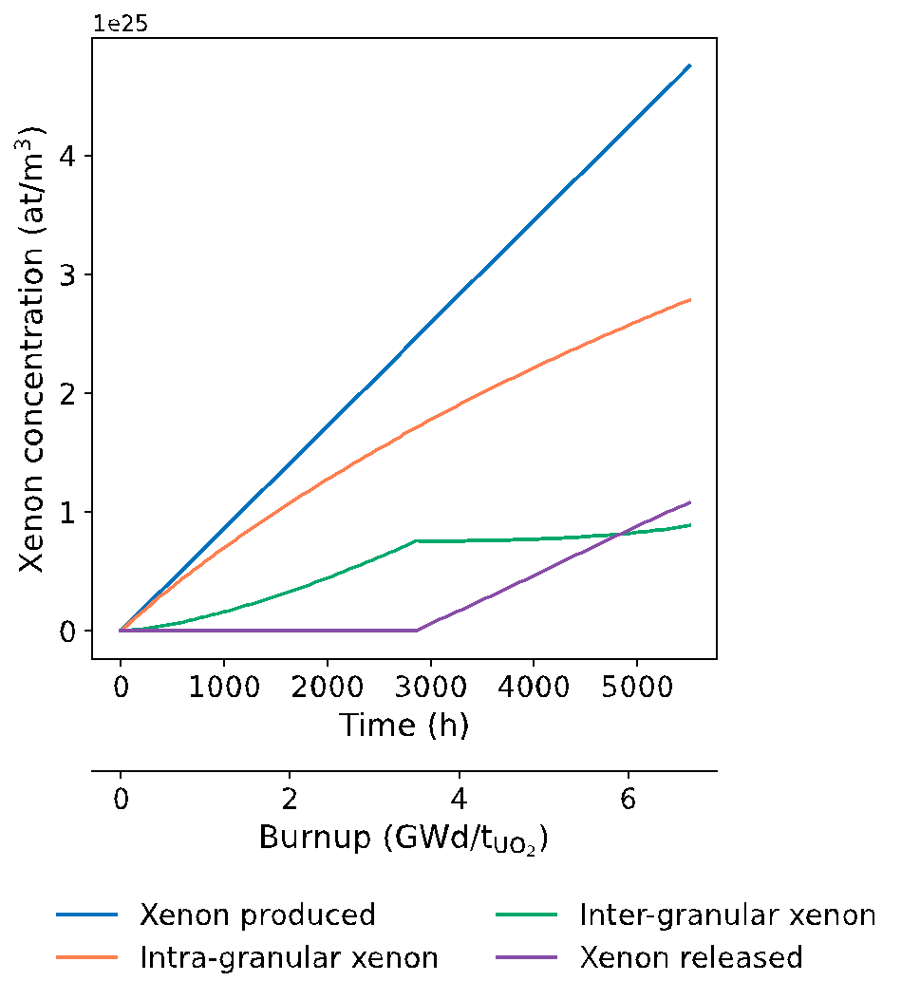 1e25
Xenon concentration (at/m³)
4
3
2
1
0
0 1000 2000 3000 4000 5000
Time (h)
0 2 4 6
Burnup (GWd/t_UO₂)
Xenon produced
Intra-granular xenon
Inter-granular xenon
Xenon released